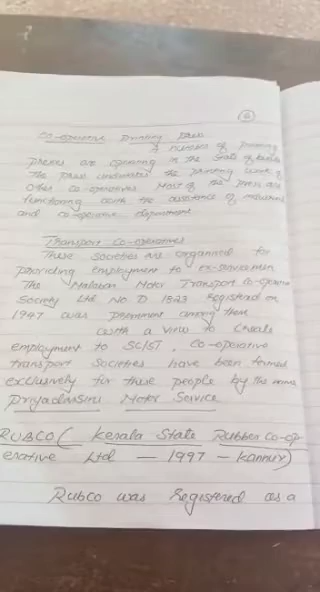 6
Co-operative Printing Press
A number of printing
presses are operating in the State of Kerala
The press undertakes the printing work of
Other co-operatives. Most of the press are
functioning with the assistance of
and co-operative department
Transport Co-operatives
These Societies are organised for
providing employment to ex-servicemen
The Malabar Motor Transport co-operative
Society Ltd. No D 1523 Registered on
1947 was prominent among them
with a view to Create
employment to SC/ST, Co-operative
transport Societies have been formed
exclusively for these people by the name
Priyadarsini Motor Service
RUBCO ( Kerala State Rubber Co-op
erative Ltd — 1997 — Kannur)
Rubco was Registered as a